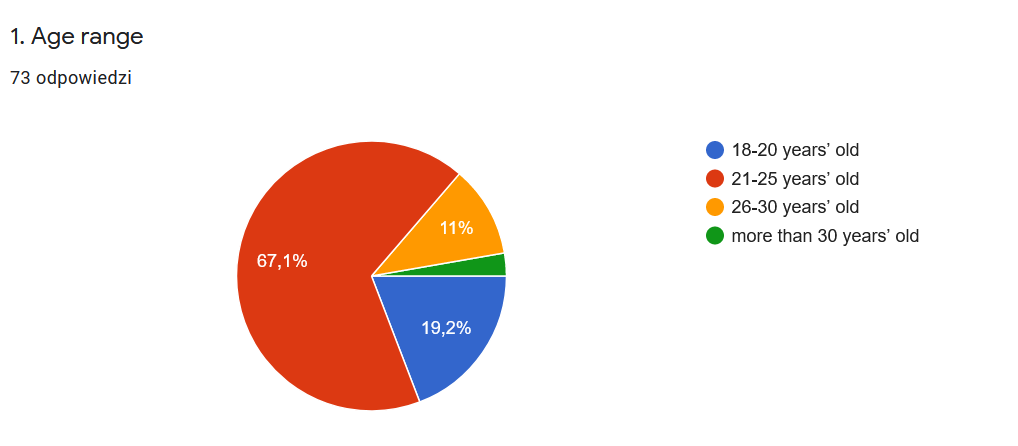 1. Age range
73 odpowiedzi
18-20 years’ old
21-25 years’ old
26-30 years’ old
more than 30 years’ old
11%
67,1%
19,2%